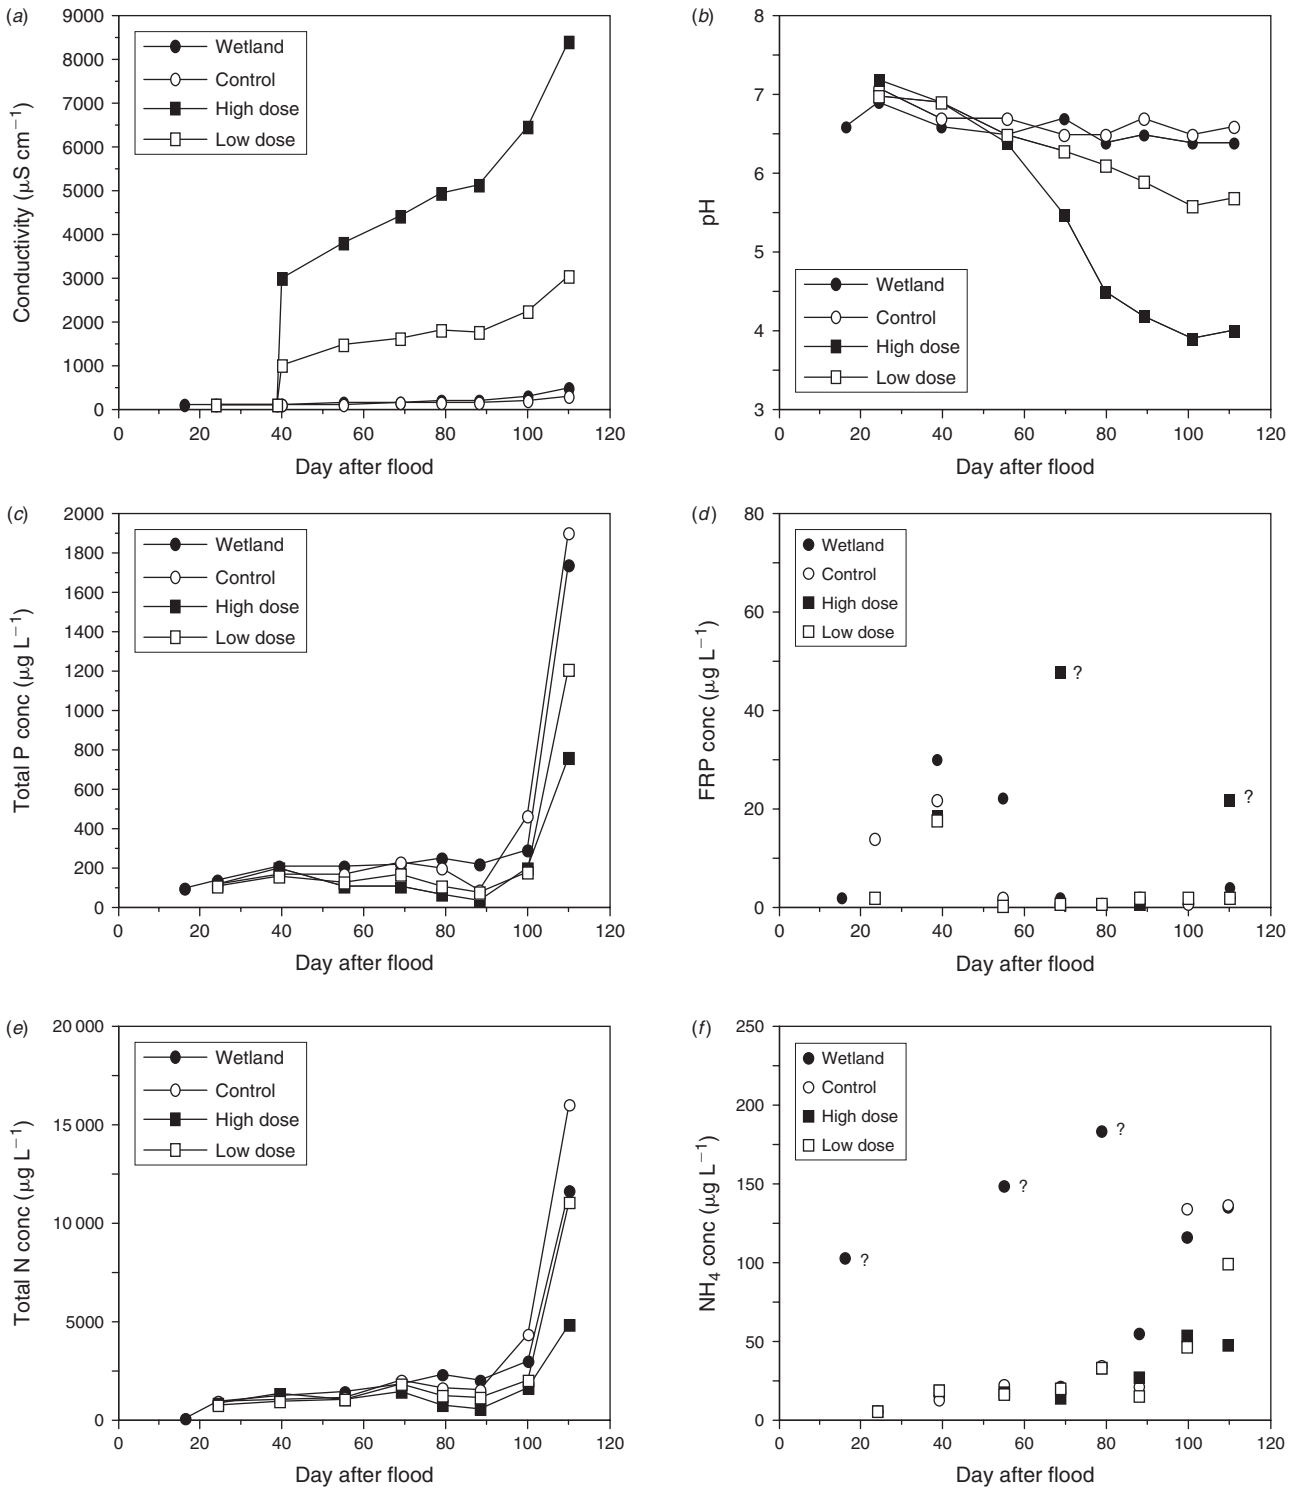 (a)
9000
8000
7000
6000
5000
4000
3000
2000
1000
0
Conductivity (μS cm−1)
Wetland
Control
High dose
Low dose
0 20 40 60 80 100 120
Day after flood
(b)
8
7
6
5
4
3
pH
Wetland
Control
High dose
Low dose
0 20 40 60 80 100 120
Day after flood
(c)
2000
1800
1600
1400
1200
1000
800
600
400
200
0
Total P conc (μg L−1)
Wetland
Control
High dose
Low dose
0 20 40 60 80 100 120
Day after flood
(d)
80
60
40
20
0
FRP conc (μg L−1)
Wetland
Control
High dose
Low dose
?
?
0 20 40 60 80 100 120
Day after flood
(e)
20 000
15 000
10 000
5000
0
Total N conc (μg L−1)
Wetland
Control
High dose
Low dose
0 20 40 60 80 100 120
Day after flood
(f)
250
200
150
100
50
0
NH4 conc (μg L−1)
Wetland
Control
High dose
Low dose
?
?
?
0 20 40 60 80 100 120
Day after flood